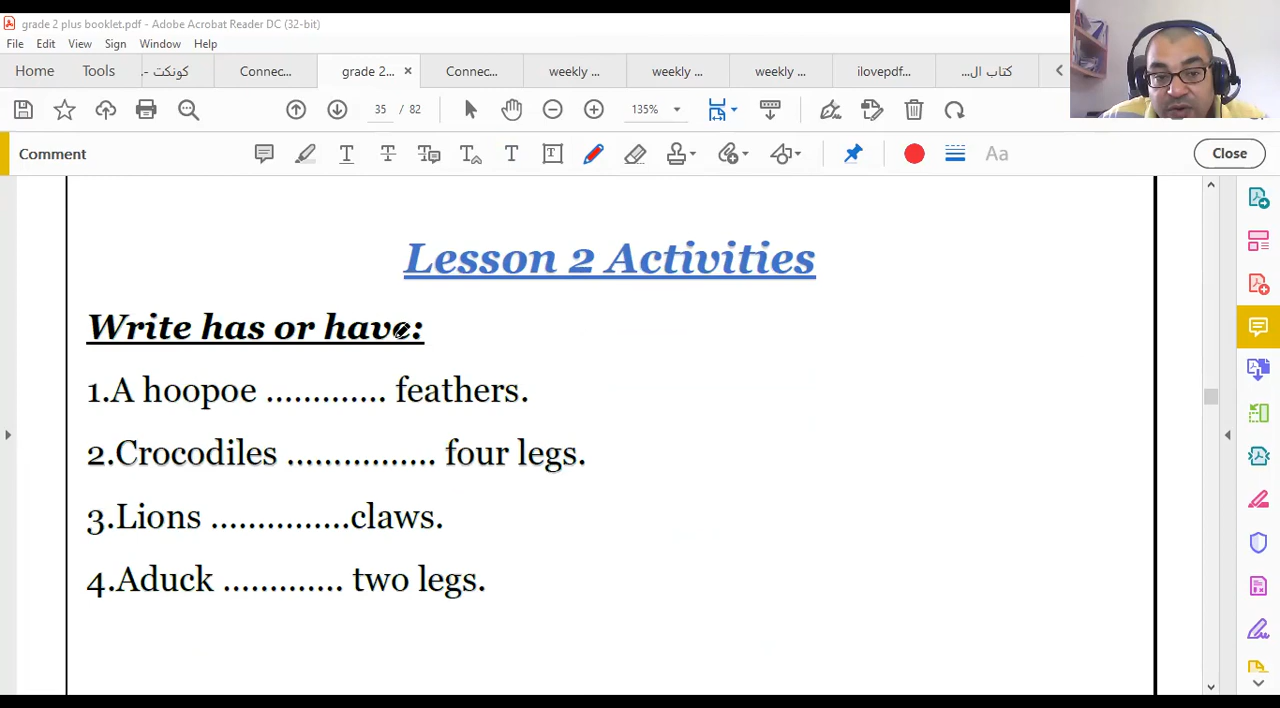 grade 2 plus booklet.pdf - Adobe Acrobat Reader DC (32-bit)
File Edit View Sign Window Help
Home Tools كونكت -. Connec... grade 2... × Connec... weekly ... weekly ... weekly ... ilovepdf... كتاب ال...
35 / 82 135%
Comment T T T Aa Close
Lesson 2 Activities
Write has or have:
1.A hoopoe ............. feathers.
2.Crocodiles ................ four legs.
3.Lions ...............claws.
4.Aduck ............. two legs.